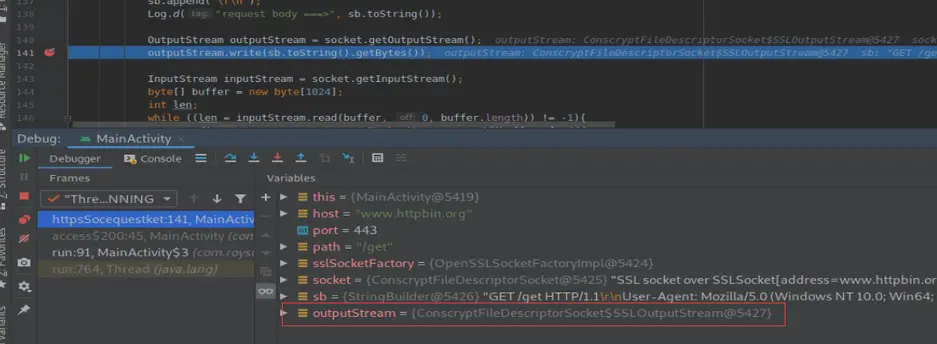 137 sb.append("\r\n");
138 Log.d( tag: "request body ===>", sb.toString());
139
140 OutputStream outputStream = socket.getOutputStream(); outputStream: ConscryptFileDescriptorSocket$SSLOutputStream@5427 sock
141 outputStream.write(sb.toString().getBytes()); outputStream: ConscryptFileDescriptorSocket$SSLOutputStream@5427 sb: "GET /ge
142
143 InputStream inputStream = socket.getInputStream();
144 byte[] buffer = new byte[1024];
145 int len;
146 while ((len = inputStream.read(buffer, off: 0, buffer.length)) != -1){
Resource Manager
Z: Structure
2: Favorites
Variants
Debug: MainActivity
Debugger Console
Frames
"Thre...NNING
httpsSocequestket:141, MainActiv
access$200:45, MainActivity (com
run:91, MainActivity$3 (com.roys
run:764, Thread (java.lang)
Variables
this = {MainActivity@5419}
host = "www.httpbin.org"
port = 443
path = "/get"
sslSocketFactory = {OpenSSLSocketFactoryImpl@5424}
socket = {ConscryptFileDescriptorSocket@5425} "SSL socket over SSLSocket[address=www.httpbin.or
sb = {StringBuilder@5426} "GET /get HTTP/1.1\r\nUser-Agent: Mozilla/5.0 (Windows NT 10.0; Win64;
outputStream = {ConscryptFileDescriptorSocket$SSLOutputStream@5427}